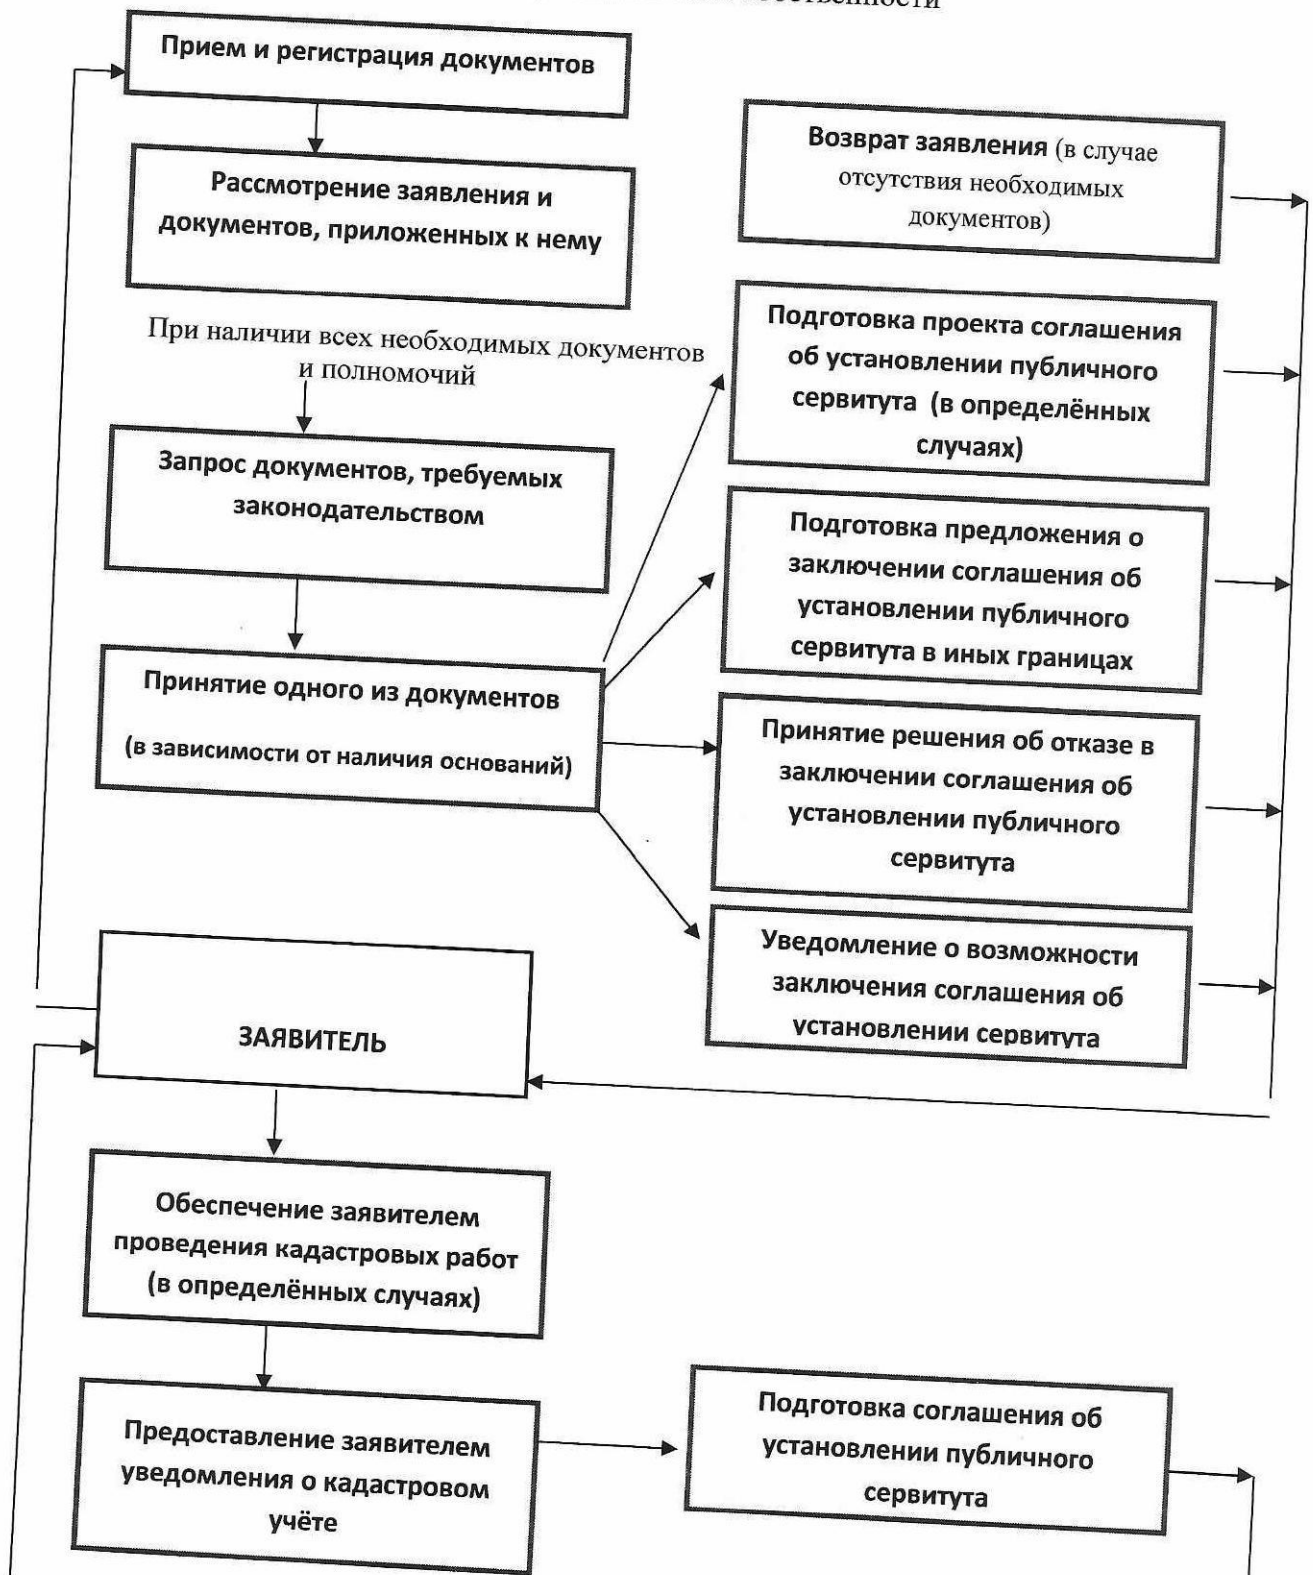 Прием и регистрация документов
Рассмотрение заявления и
документов, приложенных к нему
При наличии всех необходимых документов
и полномочий
Запрос документов, требуемых
законодательством
Принятие одного из документов
(в зависимости от наличия оснований)
Возврат заявления (в случае
отсутствия необходимых
документов)
Подготовка проекта соглашения
об установлении публичного
сервитута (в определённых
случаях)
Подготовка предложения о
заключении соглашения об
установлении публичного
сервитута в иных границах
Принятие решения об отказе в
заключении соглашения об
установлении публичного
сервитута
Уведомление о возможности
заключения соглашения об
установлении сервитута
ЗАЯВИТЕЛЬ
Обеспечение заявителем
проведения кадастровых работ
(в определённых случаях)
Предоставление заявителем
уведомления о кадастровом
учёте
Подготовка соглашения об
установлении публичного
сервитута